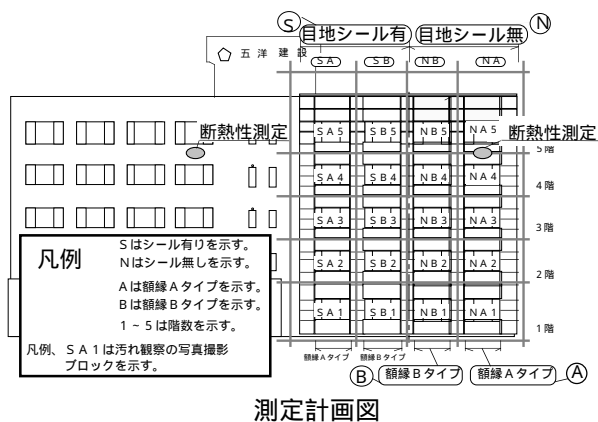 Ⓢ 目地シール有 目地シール無 Ⓝ
五洋建設
SA SB NB NA
断熱性測定 断熱性測定
SA5 SB5 NB5 NA5 5階
SA4 SB4 NB4 NA4 4階
SA3 SB3 NB3 NA3 3階
SA2 SB2 NB2 NA2 2階
SA1 SB1 NB1 NA1 1階
凡例
Sはシール有りを示す。
Nはシール無しを示す。
Aは額縁Aタイプを示す。
Bは額縁Bタイプを示す。
1~5は階数を示す。
凡例、SA1は汚れ観察の写真撮影
ブロックを示す。
額縁Aタイプ 額縁Bタイプ
Ⓑ 額縁Bタイプ 額縁Aタイプ Ⓐ
測定計画図